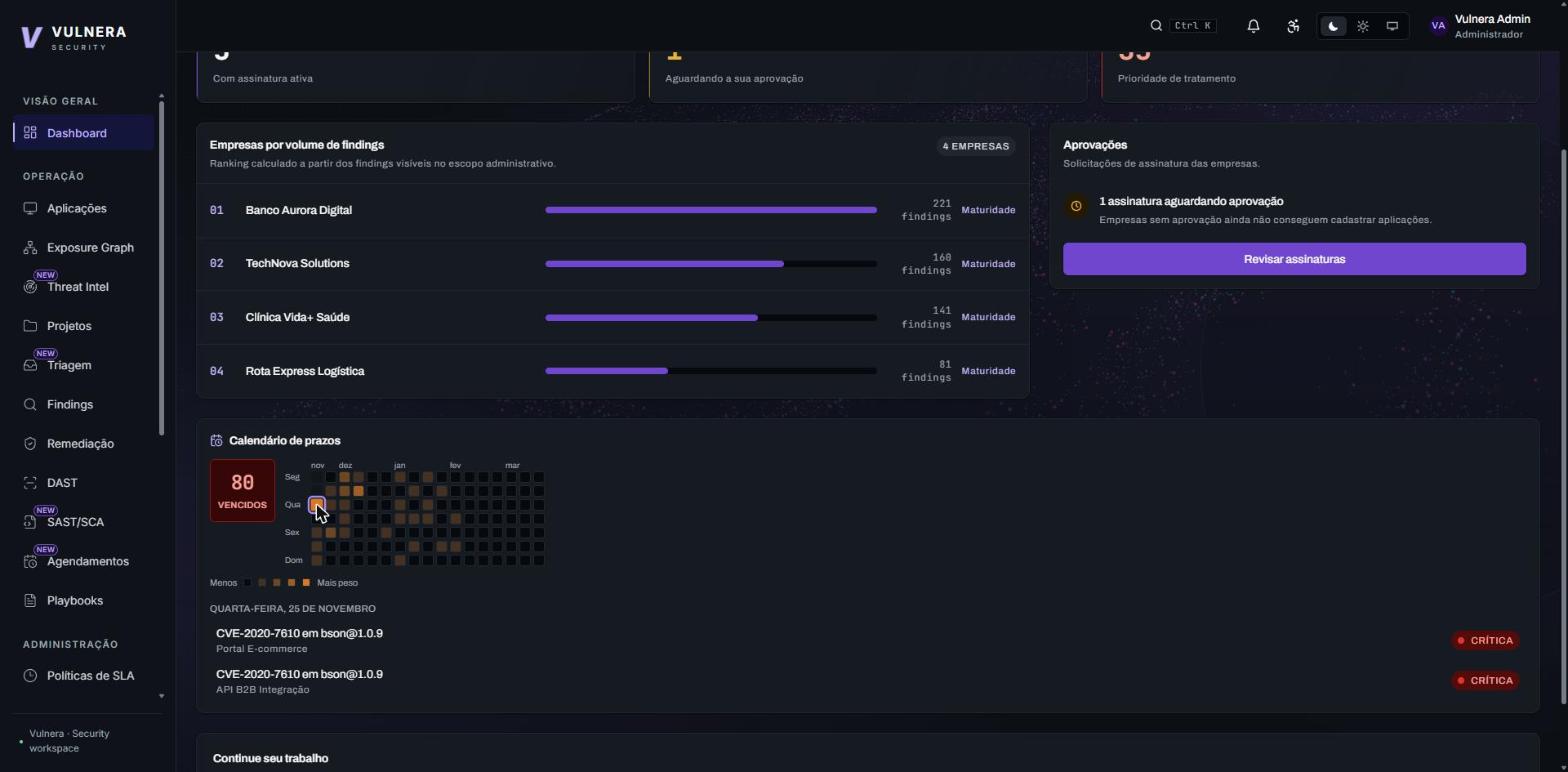 VULNERA
SECURITY
Ctrl K
VA
Vulnera Admin
Administrador
VISÃO GERAL
Dashboard
OPERAÇÃO
Aplicações
Exposure Graph
NEW
Threat Intel
Projetos
NEW
Triagem
Findings
Remediação
DAST
NEW
SAST/SCA
NEW
Agendamentos
Playbooks
ADMINISTRAÇÃO
Políticas de SLA
Vulnera · Security
workspace
Com assinatura ativa
Aguardando a sua aprovação
Prioridade de tratamento
Empresas por volume de findings
4 EMPRESAS
Ranking calculado a partir dos findings visíveis no escopo administrativo.
01 Banco Aurora Digital 221 findings Maturidade
02 TechNova Solutions 160 findings Maturidade
03 Clínica Vida+ Saúde 141 findings Maturidade
04 Rota Express Logística 81 findings Maturidade
Aprovações
Solicitações de assinatura das empresas.
1 assinatura aguardando aprovação
Empresas sem aprovação ainda não conseguem cadastrar aplicações.
Revisar assinaturas
Calendário de prazos
80
VENCIDOS
nov dez jan fev mar
Seg
Qua
Sex
Dom
Menos Mais peso
QUARTA-FEIRA, 25 DE NOVEMBRO
CVE-2020-7610 em bson@1.0.9
Portal E-commerce
CRÍTICA
CVE-2020-7610 em bson@1.0.9
API B2B Integração
CRÍTICA
Continue seu trabalho